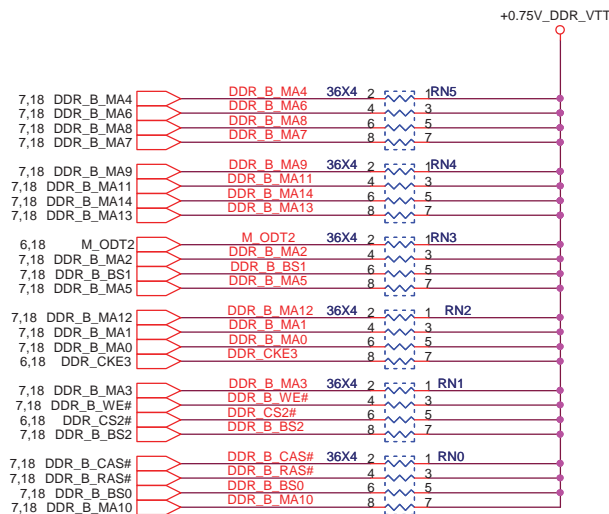 +0.75V_DDR_VTT
7,18 DDR_B_MA4 DDR_B_MA4 36X4 2 1 RN5
7,18 DDR_B_MA6 DDR_B_MA6 4 3
7,18 DDR_B_MA8 DDR_B_MA8 6 5
7,18 DDR_B_MA7 DDR_B_MA7 8 7
7,18 DDR_B_MA9 DDR_B_MA9 36X4 2 1 RN4
7,18 DDR_B_MA11 DDR_B_MA11 4 3
7,18 DDR_B_MA14 DDR_B_MA14 6 5
7,18 DDR_B_MA13 DDR_B_MA13 8 7
6,18 M_ODT2 M_ODT2 36X4 2 1 RN3
7,18 DDR_B_MA2 DDR_B_MA2 4 3
7,18 DDR_B_BS1 DDR_B_BS1 6 5
7,18 DDR_B_MA5 DDR_B_MA5 8 7
7,18 DDR_B_MA12 DDR_B_MA12 36X4 2 1 RN2
7,18 DDR_B_MA1 DDR_B_MA1 4 3
7,18 DDR_B_MA0 DDR_B_MA0 6 5
6,18 DDR_CKE3 DDR_CKE3 8 7
7,18 DDR_B_MA3 DDR_B_MA3 36X4 2 1 RN1
7,18 DDR_B_WE# DDR_B_WE# 4 3
6,18 DDR_CS2# DDR_CS2# 6 5
7,18 DDR_B_BS2 DDR_B_BS2 8 7
7,18 DDR_B_CAS# DDR_B_CAS# 36X4 2 1 RN0
7,18 DDR_B_RAS# DDR_B_RAS# 4 3
7,18 DDR_B_BS0 DDR_B_BS0 6 5
7,18 DDR_B_MA10 DDR_B_MA10 8 7